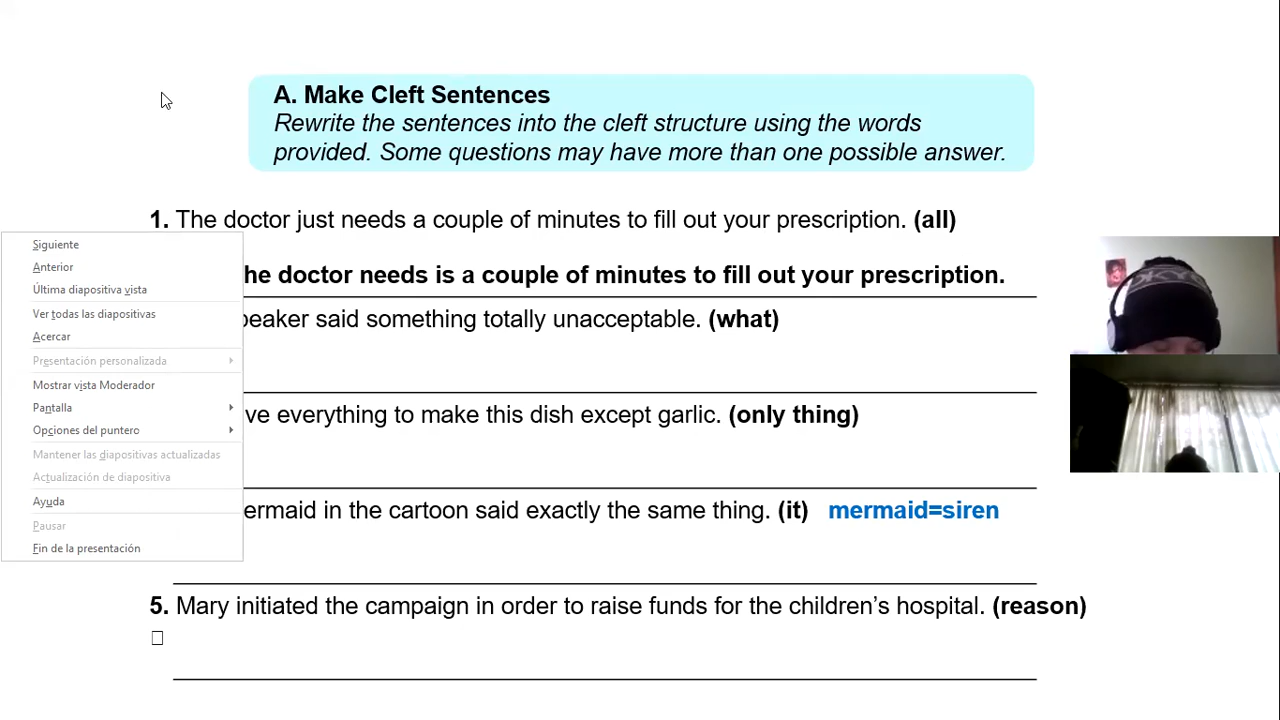 A. Make Cleft Sentences
Rewrite the sentences into the cleft structure using the words
provided. Some questions may have more than one possible answer.
1. The doctor just needs a couple of minutes to fill out your prescription. (all)
he doctor needs is a couple of minutes to fill out your prescription.
peaker said something totally unacceptable. (what)
ve everything to make this dish except garlic. (only thing)
ermaid in the cartoon said exactly the same thing. (it) mermaid=siren
5. Mary initiated the campaign in order to raise funds for the children’s hospital. (reason)
Siguiente
Anterior
Última diapositiva vista
Ver todas las diapositivas
Acercar
Presentación personalizada
Mostrar vista Moderador
Pantalla
Opciones del puntero
Mantener las diapositivas actualizadas
Actualización de diapositiva
Ayuda
Pausar
Fin de la presentación